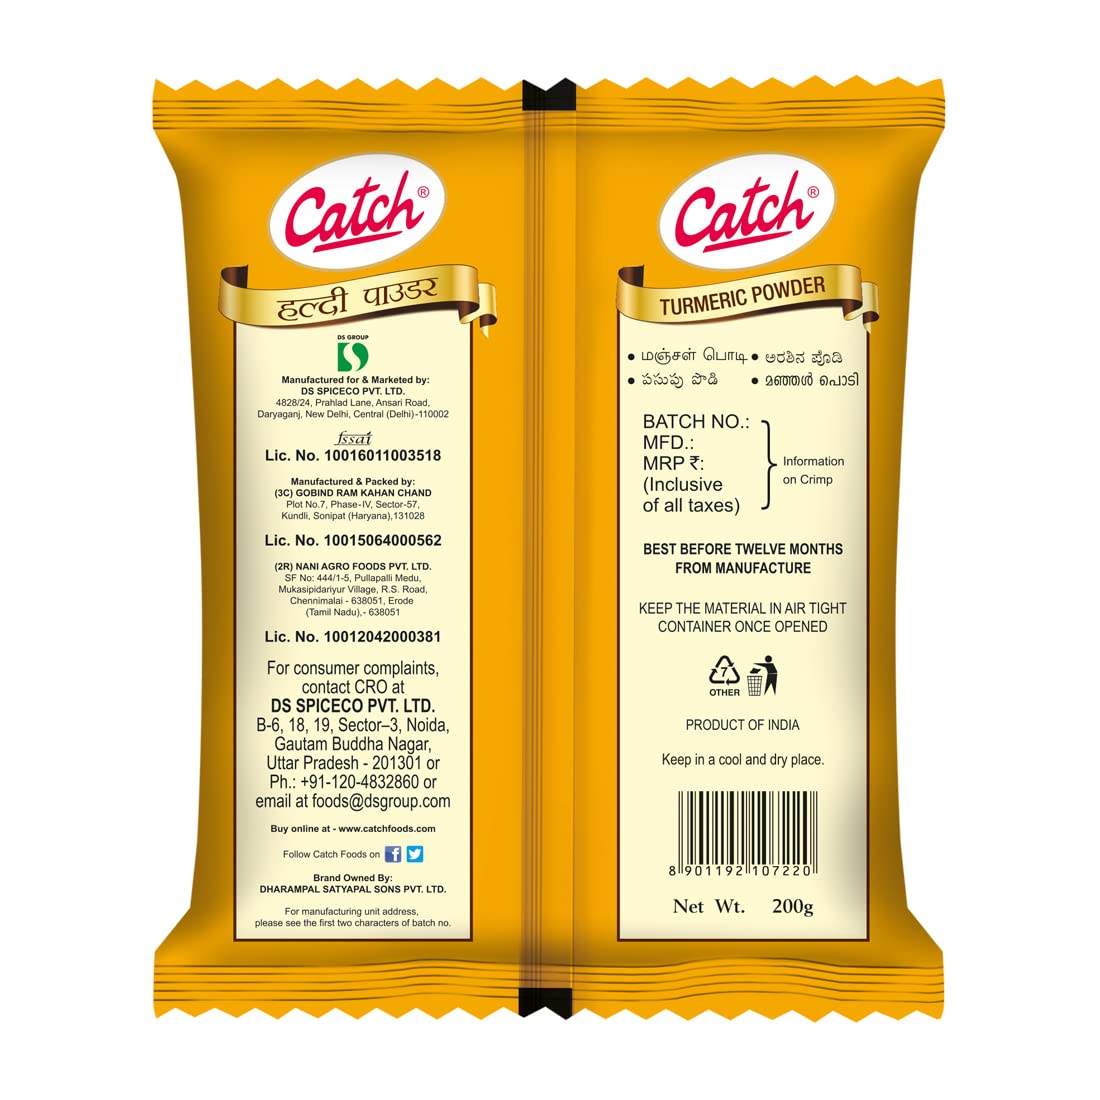 Catch®
हल्दी पाउडर
DS GROUP
Manufactured for & Marketed by:
DS SPICECO PVT. LTD.
4828/24, Prahlad Lane, Ansari Road,
Daryaganj, New Delhi, Central (Delhi)-110002
fssai
Lic. No. 10016011003518
Manufactured & Packed by:
(3C) GOBIND RAM KAHAN CHAND
Plot No.7, Phase-IV, Sector-57,
Kundli, Sonipat (Haryana),131028
Lic. No. 10015064000562
(2R) NANI AGRO FOODS PVT. LTD.
SF No: 444/1-5, Pullapalli Medu,
Mukasipidariyur Village, R.S. Road,
Chennimalai - 638051, Erode
(Tamil Nadu),- 638051
Lic. No. 10012042000381
For consumer complaints,
contact CRO at
DS SPICECO PVT. LTD.
B-6, 18, 19, Sector–3, Noida,
Gautam Buddha Nagar,
Uttar Pradesh - 201301 or
Ph.: +91-120-4832860 or
email at foods@dsgroup.com
Buy online at - www.catchfoods.com
Follow Catch Foods on
Brand Owned By:
DHARAMPAL SATYAPAL SONS PVT. LTD.
For manufacturing unit address,
please see the first two characters of batch no.
Catch®
TURMERIC POWDER
• மஞ்சள் பொடி • ಅರಶಿನ ಪೊಡಿ
• పసుపు పొడి • മഞ്ഞൾ പൊടി
BATCH NO.:
MFD.:
MRP ₹:
(Inclusive
of all taxes)
Information
on Crimp
BEST BEFORE TWELVE MONTHS
FROM MANUFACTURE
KEEP THE MATERIAL IN AIR TIGHT
CONTAINER ONCE OPENED
7
OTHER
PRODUCT OF INDIA
Keep in a cool and dry place.
8 901192 107220
Net Wt. 200g